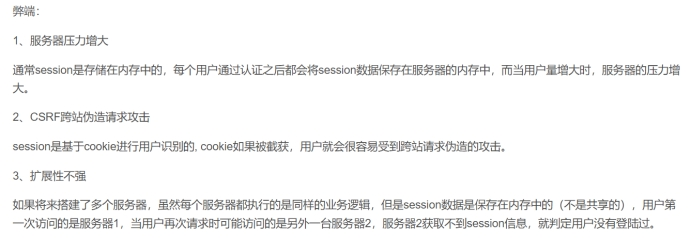 弊端：
1、服务器压力增大
通常session是存储在内存中的，每个用户通过认证之后都会将session数据保存在服务器的内存中，而当用户量增大时，服务器的压力增
大。
2、CSRF跨站伪造请求攻击
session是基于cookie进行用户识别的, cookie如果被截获，用户就会很容易受到跨站请求伪造的攻击。
3、扩展性不强
如果将来搭建了多个服务器，虽然每个服务器都执行的是同样的业务逻辑，但是session数据是保存在内存中的（不是共享的），用户第
一次访问的是服务器1，当用户再次请求时可能访问的是另外一台服务器2，服务器2获取不到session信息，就判定用户没有登陆过。